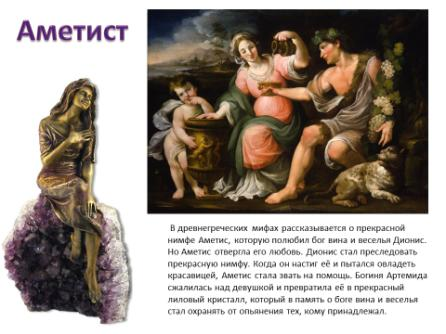 Аметист
В древнегреческих мифах рассказывается о прекрасной
нимфе Аметис, которую полюбил бог вина и веселья Дионис.
Но Аметис отвергла его любовь. Дионис стал преследовать
прекрасную нимфу. Когда он настиг её и пытался овладеть
красавицей, Аметис стала звать на помощь. Богиня Артемида
сжалилась над девушкой и превратила её в прекрасный
лиловый кристалл, который в память о боге вина и веселья
стал охранять от опьянения тех, кому принадлежал.